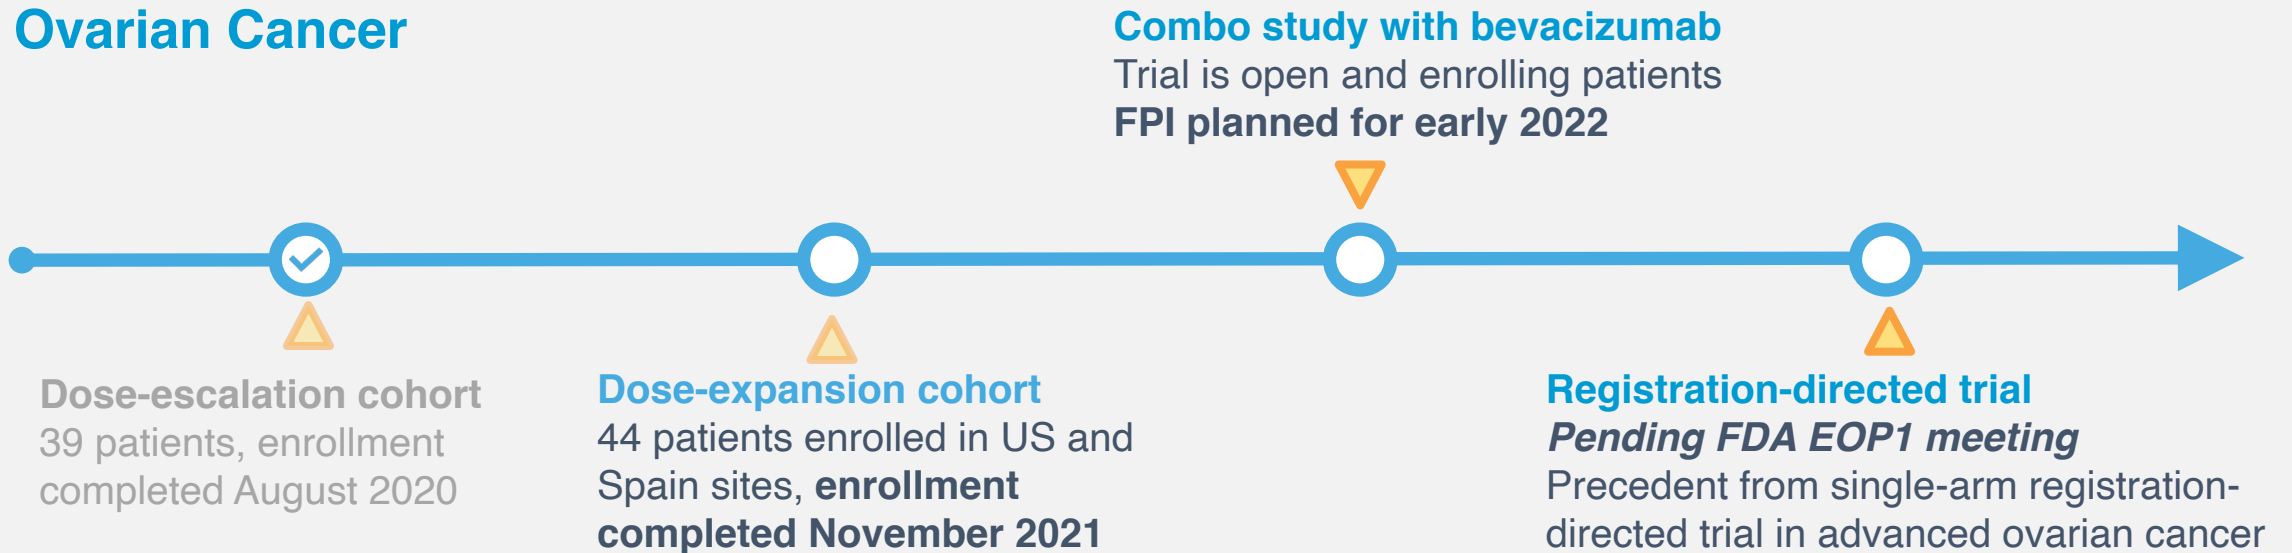 Ovarian Cancer
Combo study with bevacizumab
Trial is open and enrolling patients
FPI planned for early 2022
Dose-escalation cohort
39 patients, enrollment
completed August 2020
Dose-expansion cohort
44 patients enrolled in US and
Spain sites, enrollment
completed November 2021
Registration-directed trial
Pending FDA EOP1 meeting
Precedent from single-arm registration-
directed trial in advanced ovarian cancer